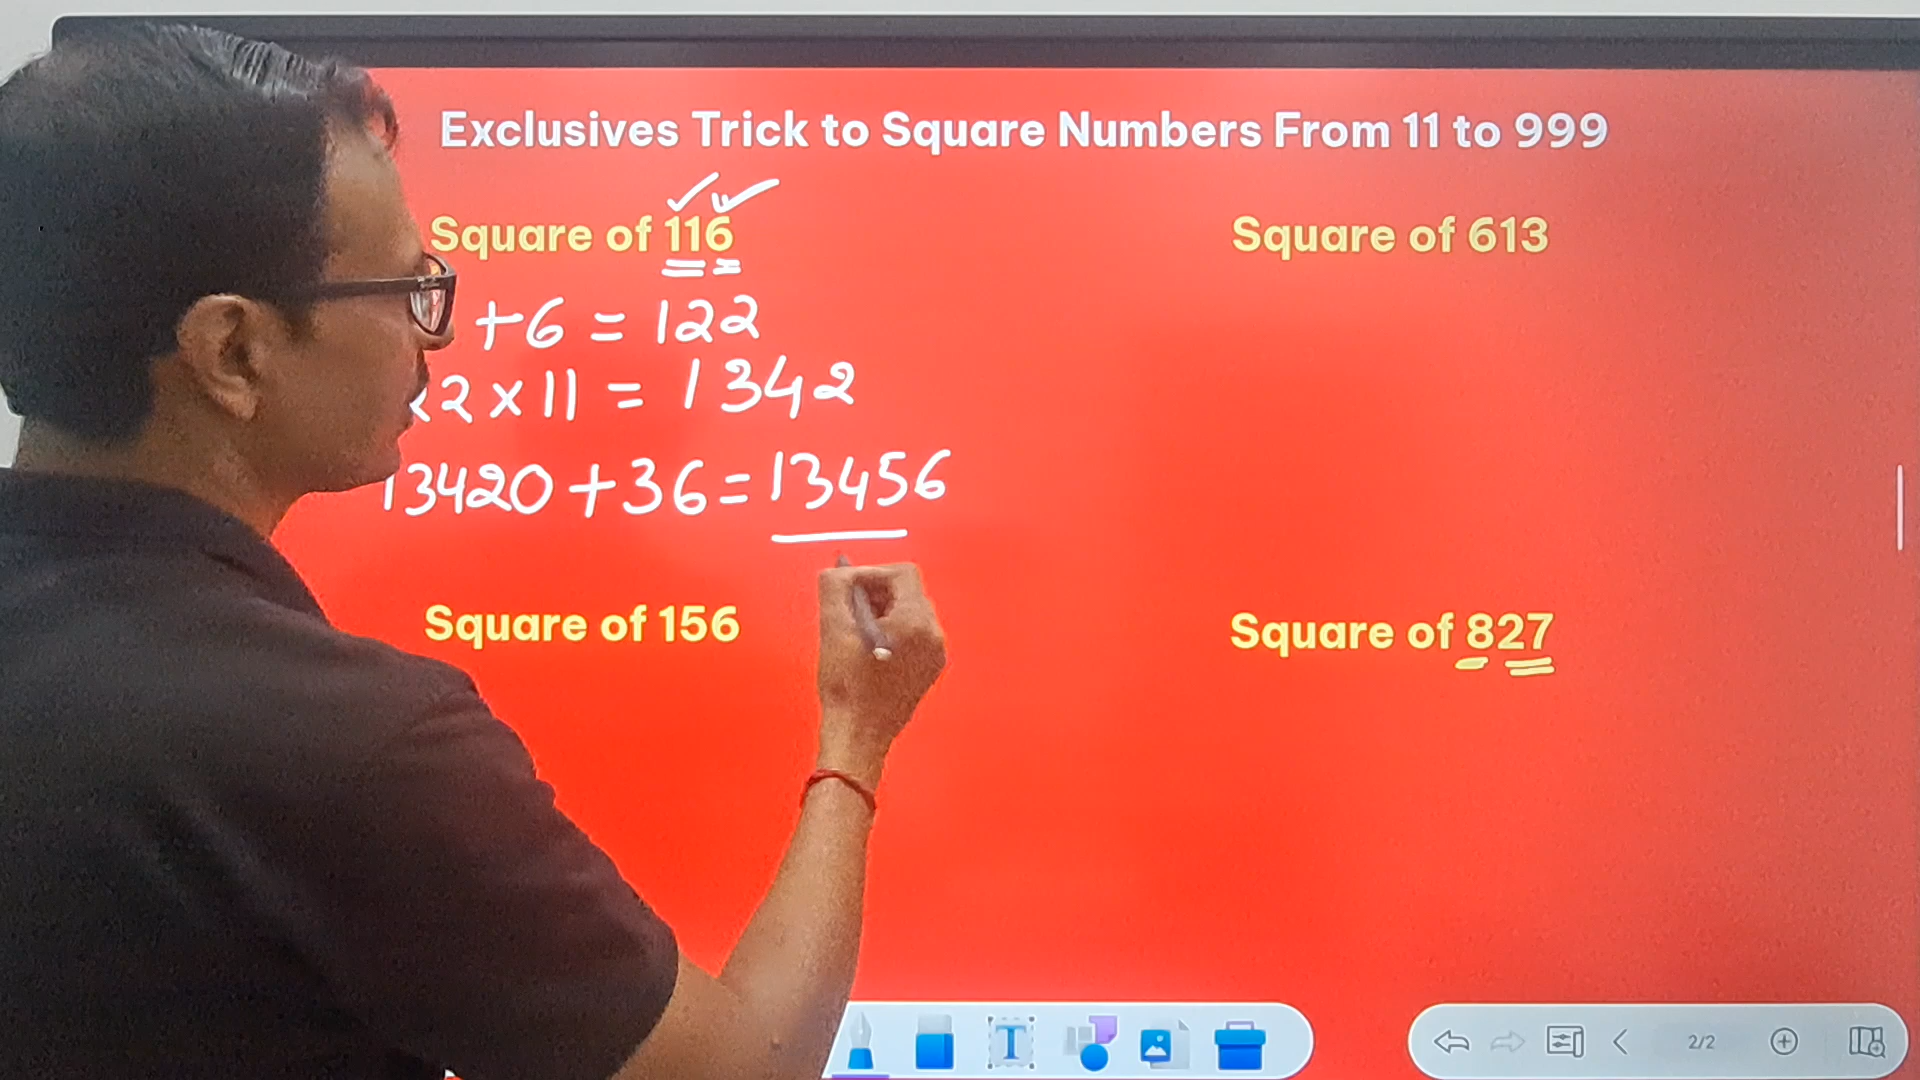 Exclusives Trick to Square Numbers From 11 to 999
Square of 116
+6 = 122
2 x 11 = 1342
13420 + 36 = 13456
Square of 156
Square of 613
Square of 827
T
2/2